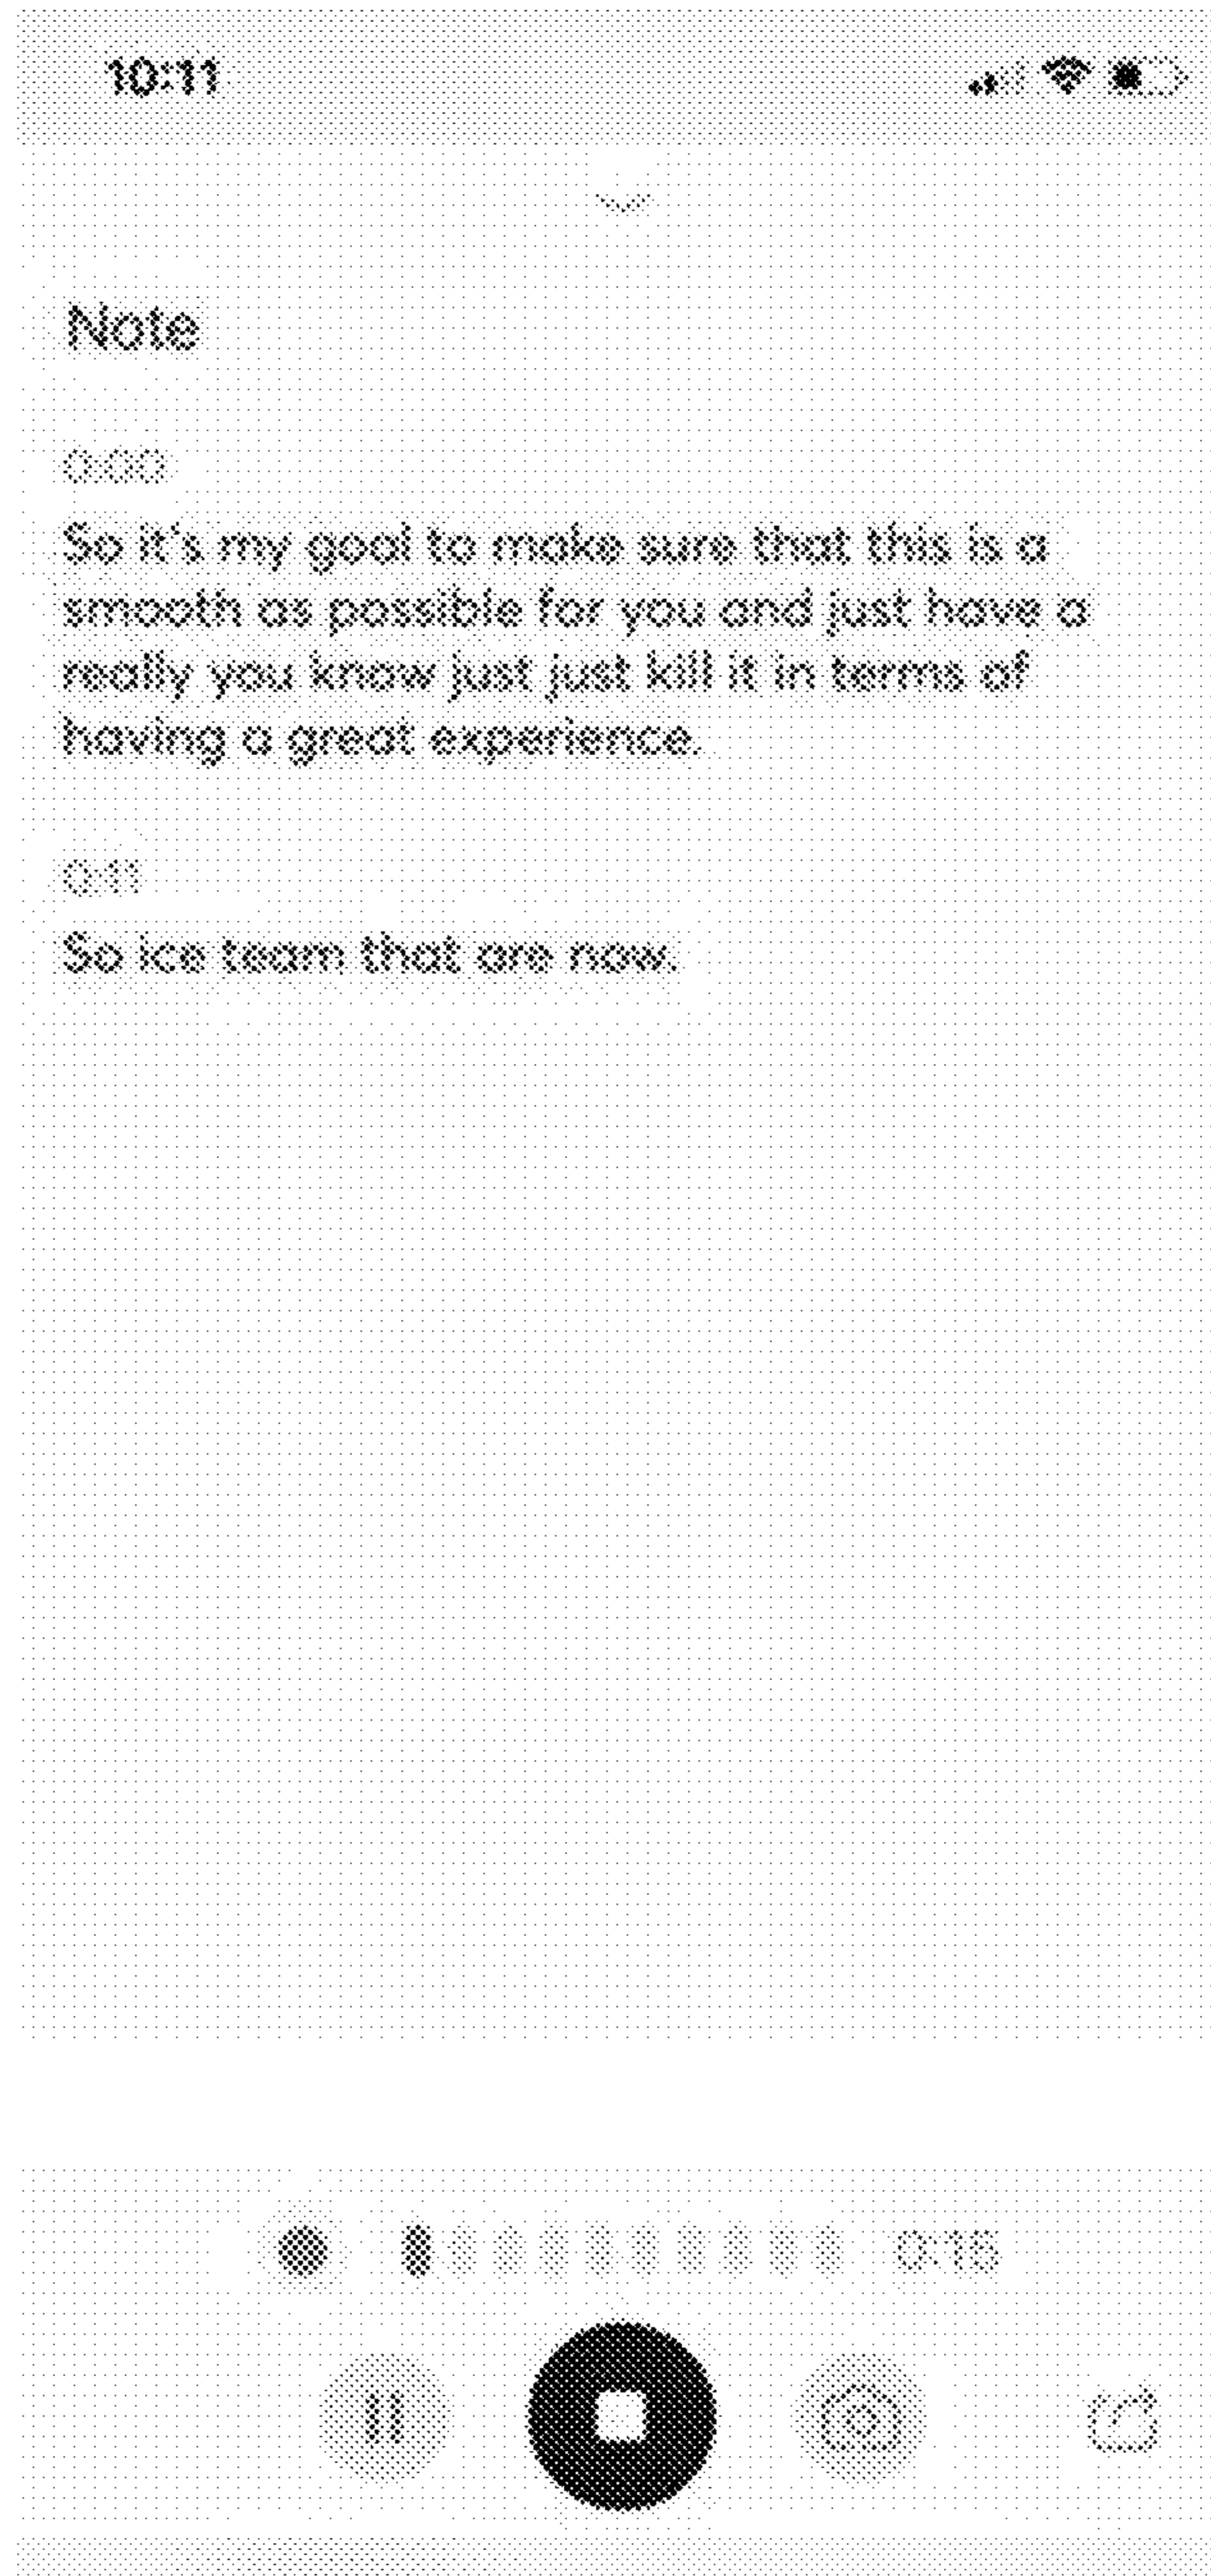 10:11
Note
0:00
So it's my goal to make sure that this is a
smooth as possible for you and just have a
really you know just just kill it in terms of
having a great experience.
0:11
So ice team that are now.
0:15